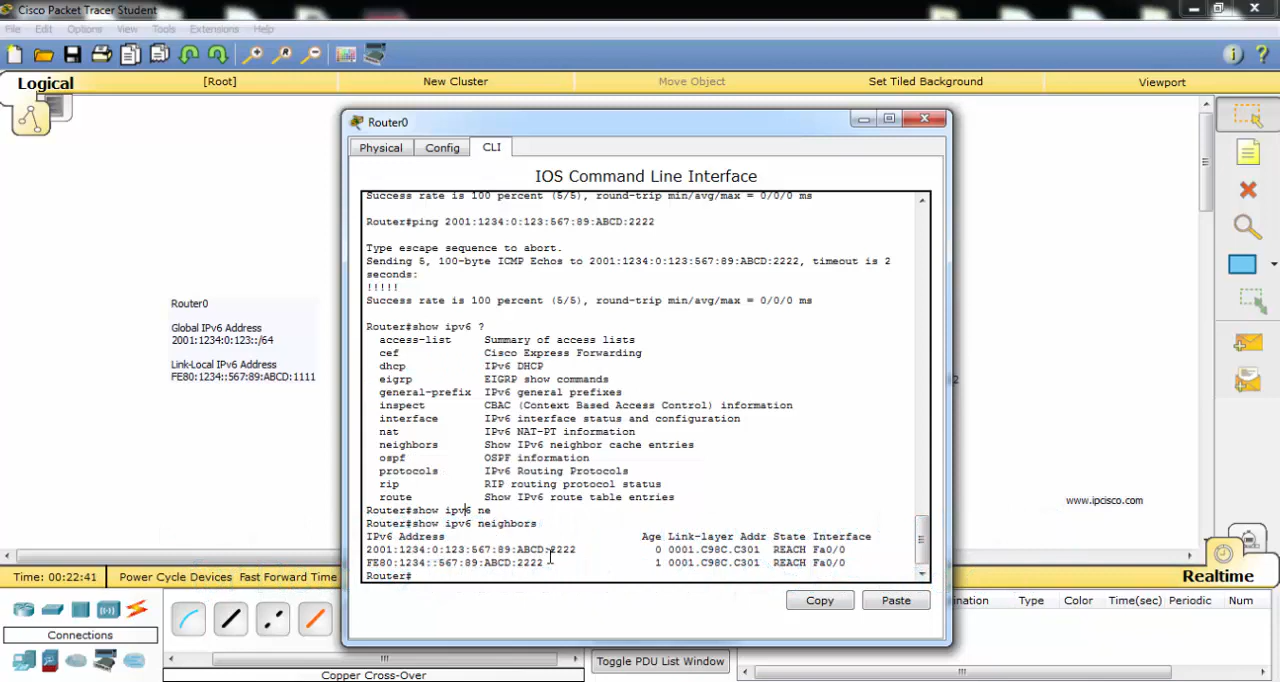 Cisco Packet Tracer Student
File Edit Options View Tools Extensions Help
Logical
[Root]
New Cluster
Move Object
Set Tiled Background
Viewport
Router0
Physical Config CLI
IOS Command Line Interface
Success rate is 100 percent (5/5), round-trip min/avg/max = 0/0/0 ms
Router#ping 2001:1234:0:123:567:89:ABCD:2222
Type escape sequence to abort.
Sending 5, 100-byte ICMP Echos to 2001:1234:0:123:567:89:ABCD:2222, timeout is 2
seconds:
!!!!!
Success rate is 100 percent (5/5), round-trip min/avg/max = 0/0/0 ms
Router#show ipv6 ?
access-list Summary of access lists
cef Cisco Express Forwarding
dhcp IPv6 DHCP
eigrp EIGRP show commands
general-prefix IPv6 general prefixes
inspect CBAC (Context Based Access Control) information
interface IPv6 interface status and configuration
nat IPv6 NAT-PT information
neighbors Show IPv6 neighbor cache entries
ospf OSPF information
protocols IPv6 Routing Protocols
rip RIP routing protocol status
route Show IPv6 route table entries
Router#show ipv6 ne
Router#show ipv6 neighbors
IPv6 Address Age Link-layer Addr State Interface
2001:1234:0:123:567:89:ABCD:2222 0 0001.C98C.C301 REACH Fa0/0
FE80:1234::567:89:ABCD:2222 1 0001.C98C.C301 REACH Fa0/0
Router#
Copy
Paste
Router0
Global IPv6 Address
2001:1234:0:123::/64
Link-Local IPv6 Address
FE80:1234::567:89:ABCD:1111
2
www.ipcisco.com
Time: 00:22:41 Power Cycle Devices Fast Forward Time
Realtime
Connections
Copper Cross-Over
Toggle PDU List Window
ination Type Color Time(sec) Periodic Num